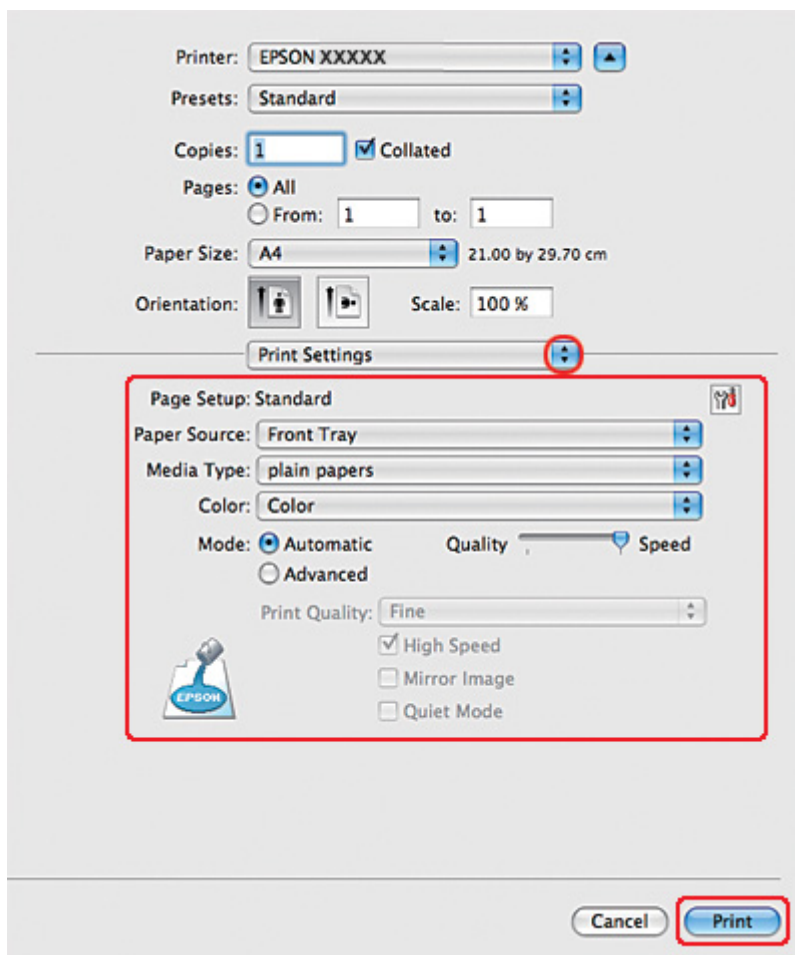 Printer: EPSON XXXXX
Presets: Standard
Copies: 1 Collated
Pages: All
From: 1 to: 1
Paper Size: A4 21.00 by 29.70 cm
Orientation: Scale: 100 %
Print Settings
Page Setup: Standard
Paper Source: Front Tray
Media Type: plain papers
Color: Color
Mode: Automatic Quality Speed
Advanced
Print Quality: Fine
High Speed
Mirror Image
EPSON
Quiet Mode
Cancel Print